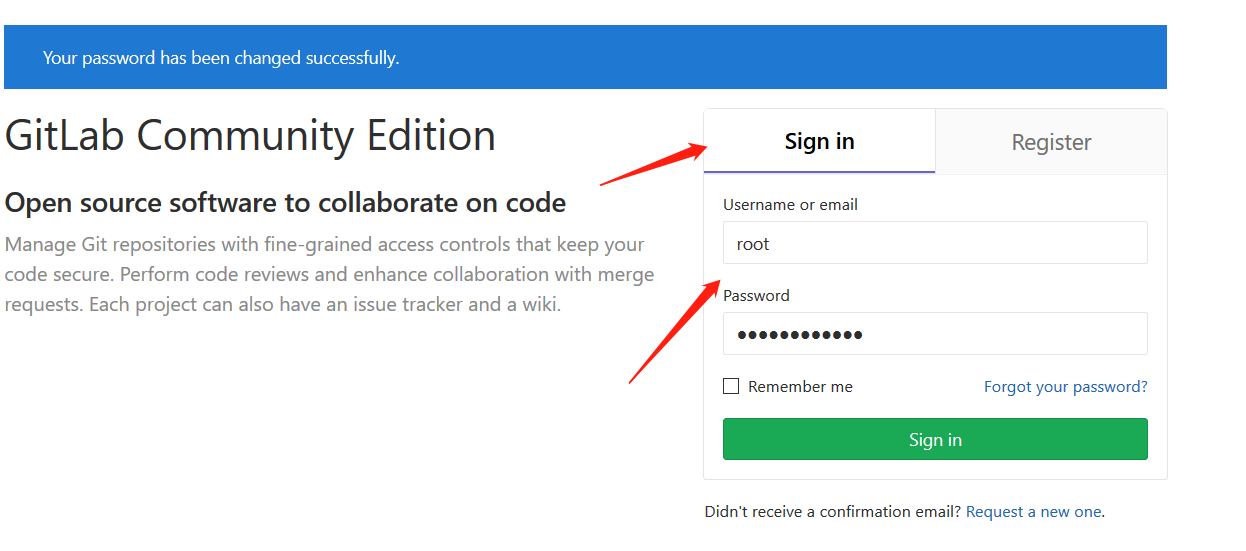 Your password has been changed successfully.
GitLab Community Edition
Open source software to collaborate on code
Manage Git repositories with fine-grained access controls that keep your
code secure. Perform code reviews and enhance collaboration with merge
requests. Each project can also have an issue tracker and a wiki.
Sign in
Register
Username or email
root
Password
●●●●●●●●●●●●
Remember me
Forgot your password?
Sign in
Didn't receive a confirmation email? Request a new one.